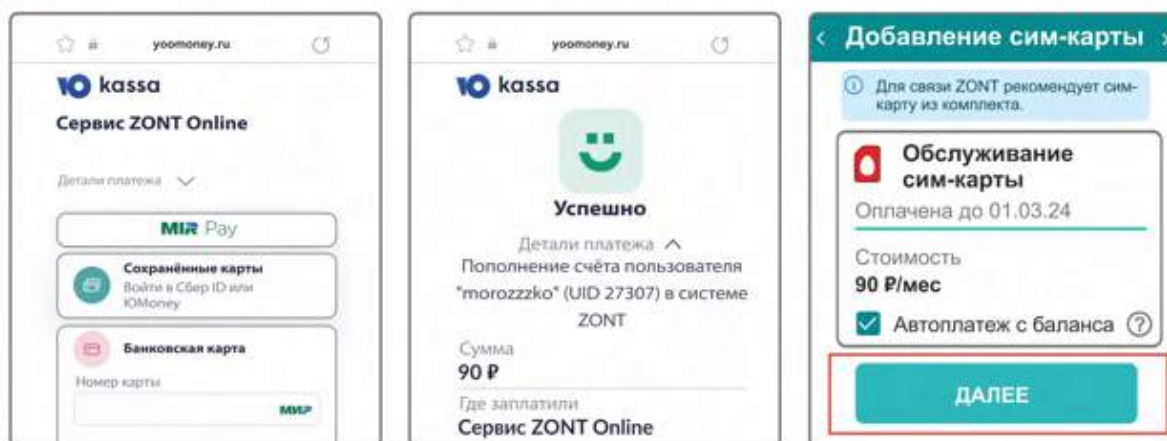 yoomoney.ru
Ю kassa
Сервис ZONT Online
Детали платежа
MIR Pay
Сохранённые карты
Войти в Сбер ID или
ЮMoney
Банковская карта
Номер карты
МИР
yoomoney.ru
Ю kassa
Успешно
Детали платежа
Пополнение счёта пользователя
"morozzzko" (UID 27307) в системе
ZONT
Сумма
90 ₽
Где заплатили
Сервис ZONT Online
Добавление сим-карты
Для связи ZONT рекомендует сим-
карту из комплекта.
Обслуживание
сим-карты
Оплачена до 01.03.24
Стоимость
90 ₽/мес
Автоплатеж с баланса ?
ДАЛЕЕ